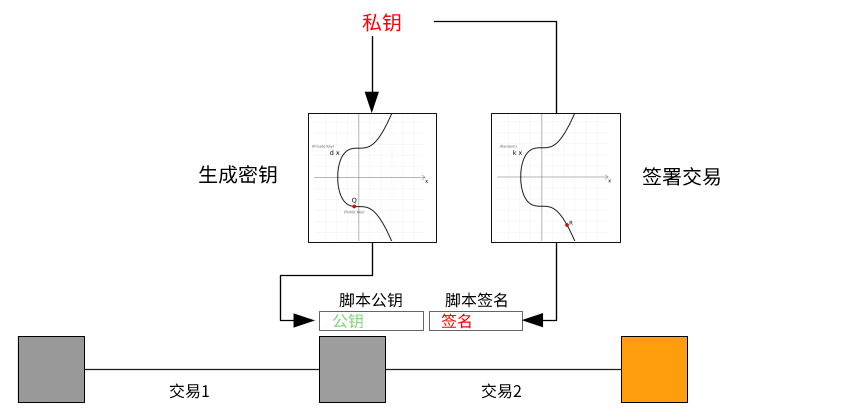 私钥
(Private Key)
d x
x
Q
(Public Key)
生成密钥
(Random)
k x
x
R
签署交易
脚本公钥
脚本签名
公钥
签名
交易1
交易2